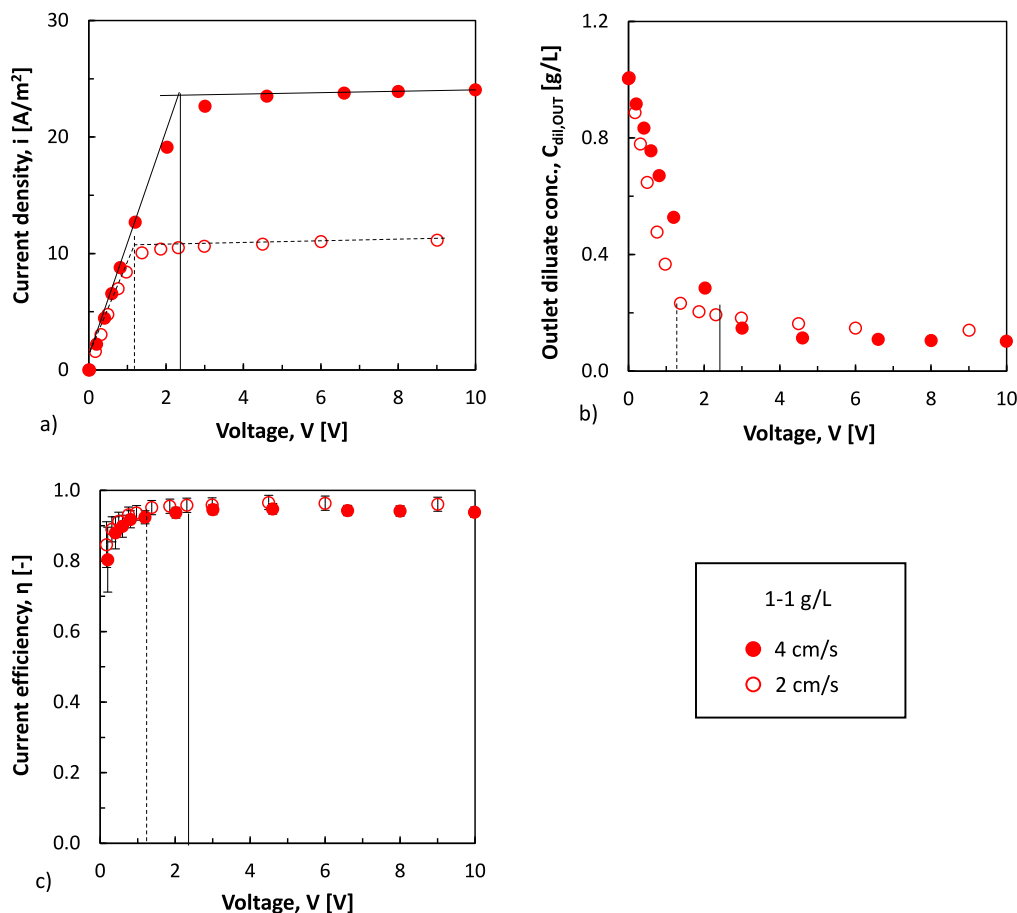 30
20
10
0
0
2
4
6
8
10
Current density, i [A/m²]
Voltage, V [V]
a)
1.2
0.8
0.4
0.0
0
2
4
6
8
10
Outlet diluate conc., C_dil,OUT [g/L]
Voltage, V [V]
b)
1.0
0.8
0.6
0.4
0.2
0.0
0
2
4
6
8
10
Current efficiency, η [-]
Voltage, V [V]
c)
1-1 g/L
4 cm/s
2 cm/s